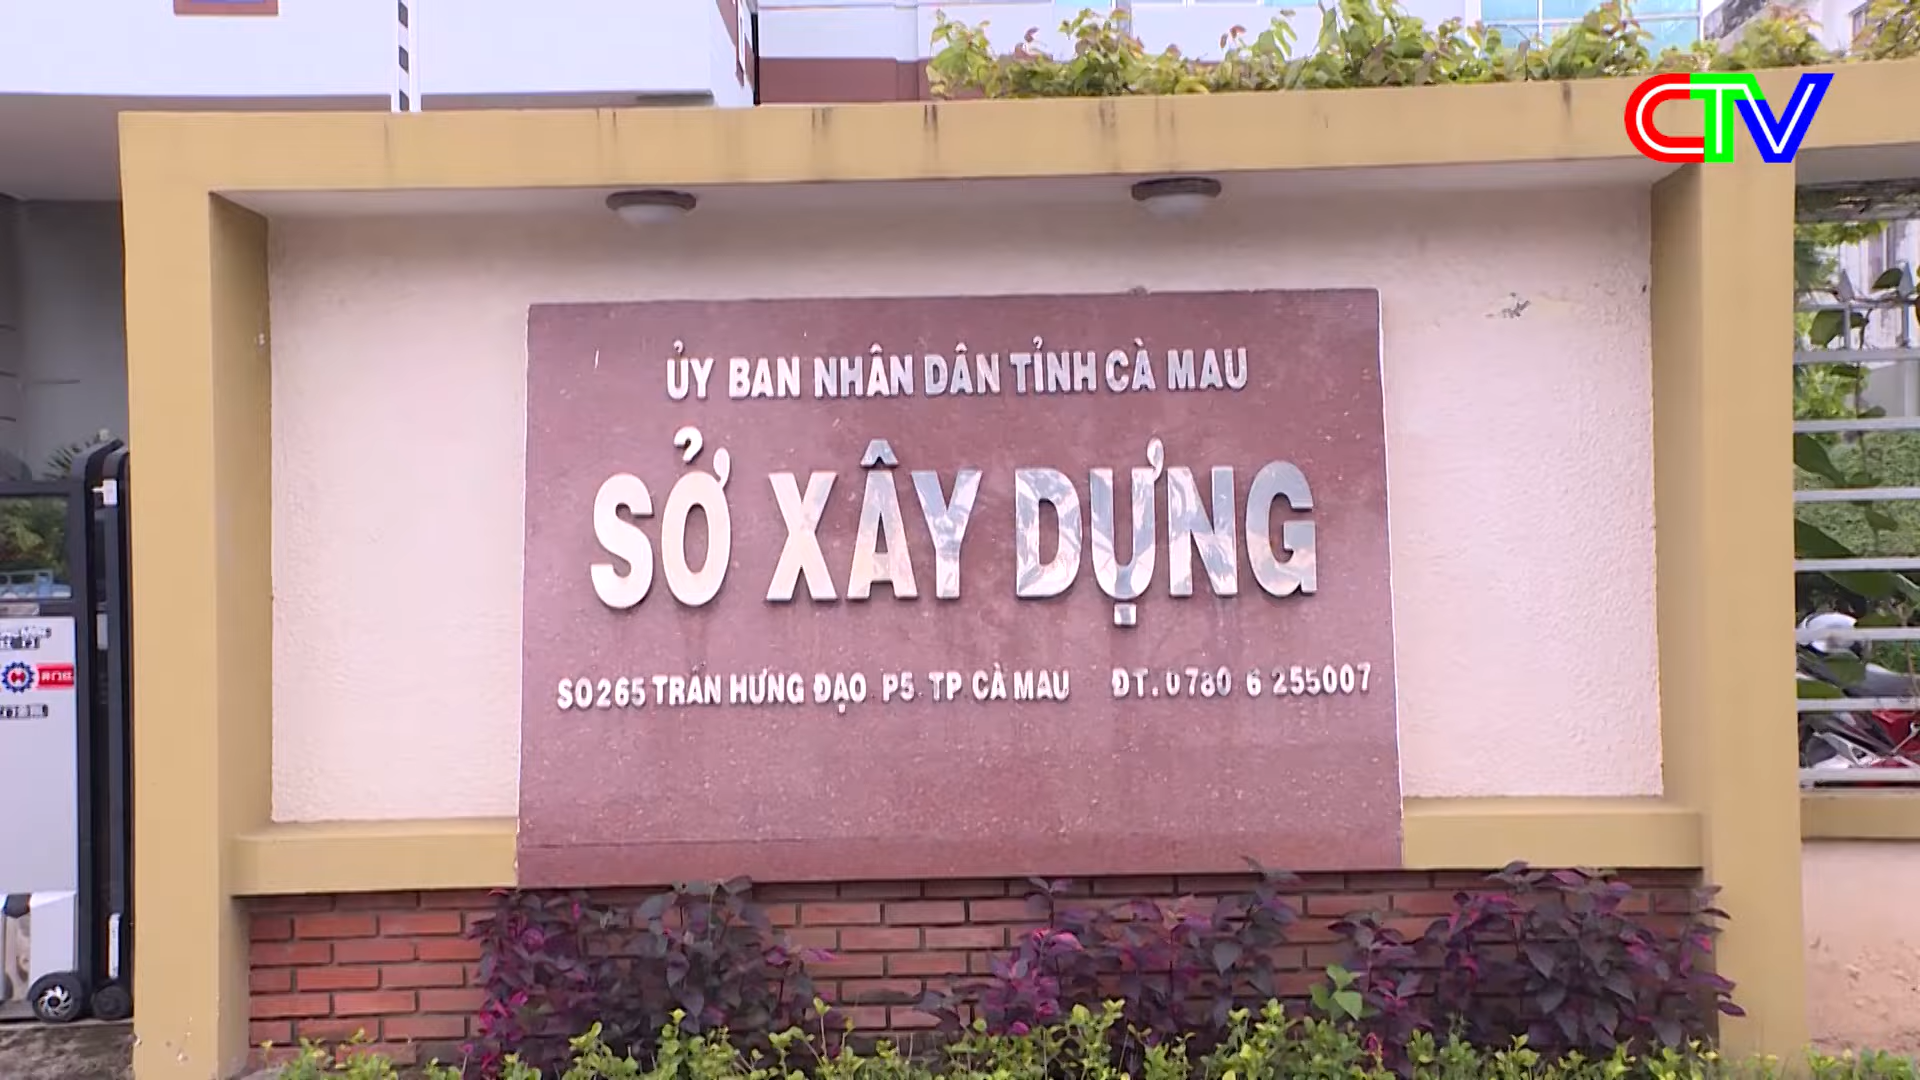 CTV
ỦY BAN NHÂN DÂN TỈNH CÀ MAU
SỞ XÂY DỰNG
SO265 TRẦN HƯNG ĐẠO P5. TP CÀ MAU ĐT. 0780 6 255007